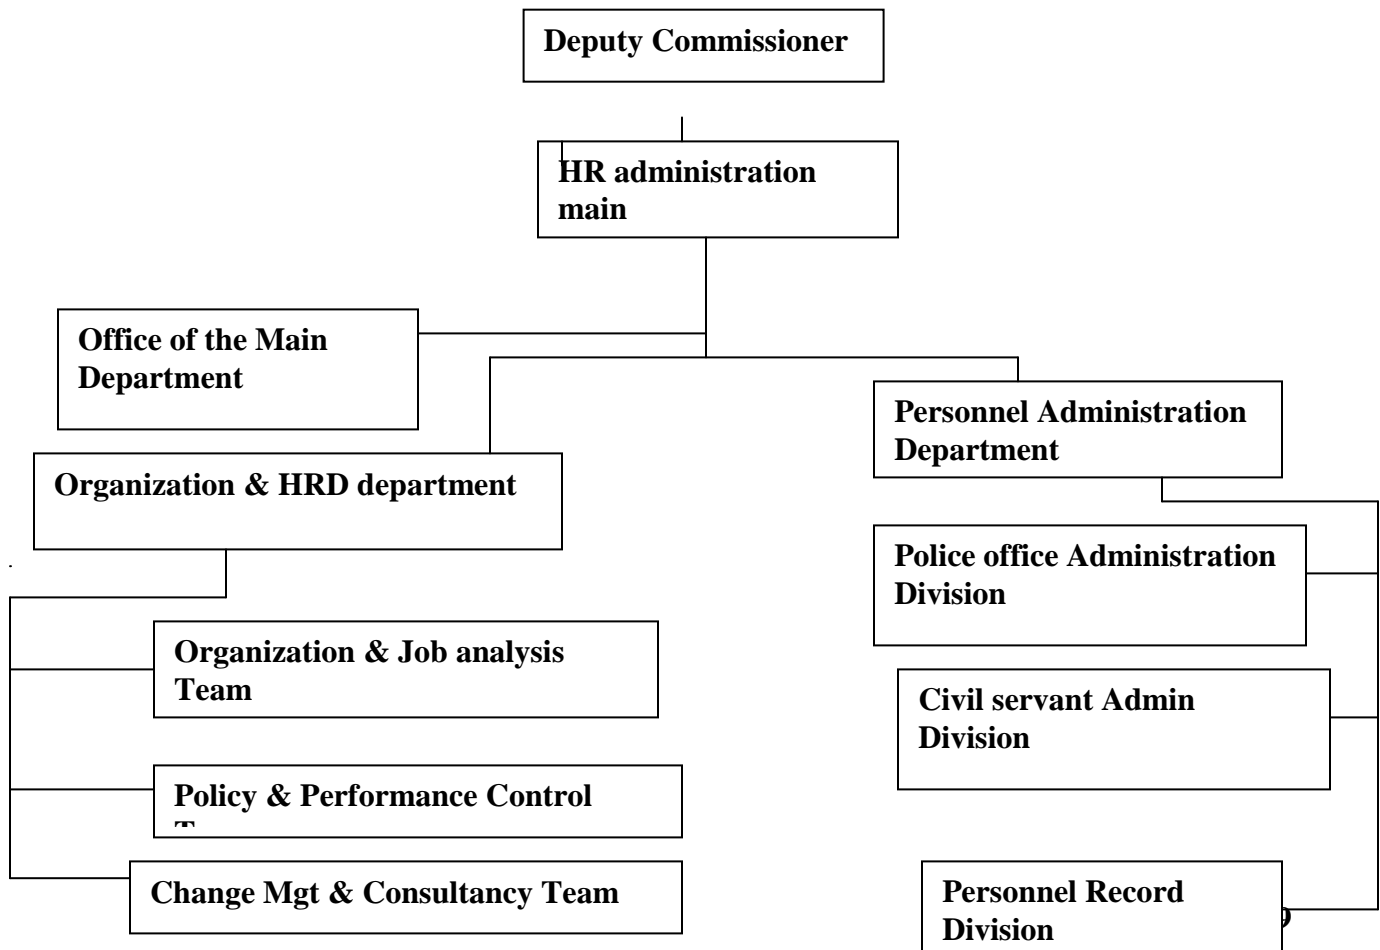 Deputy Commissioner
HR administration
main
Office of the Main
Department
Personnel Administration
Department
Organization & HRD department
Police office Administration
Division
Organization & Job analysis
Team
Civil servant Admin
Division
Policy & Performance Control
Change Mgt & Consultancy Team
Personnel Record
Division